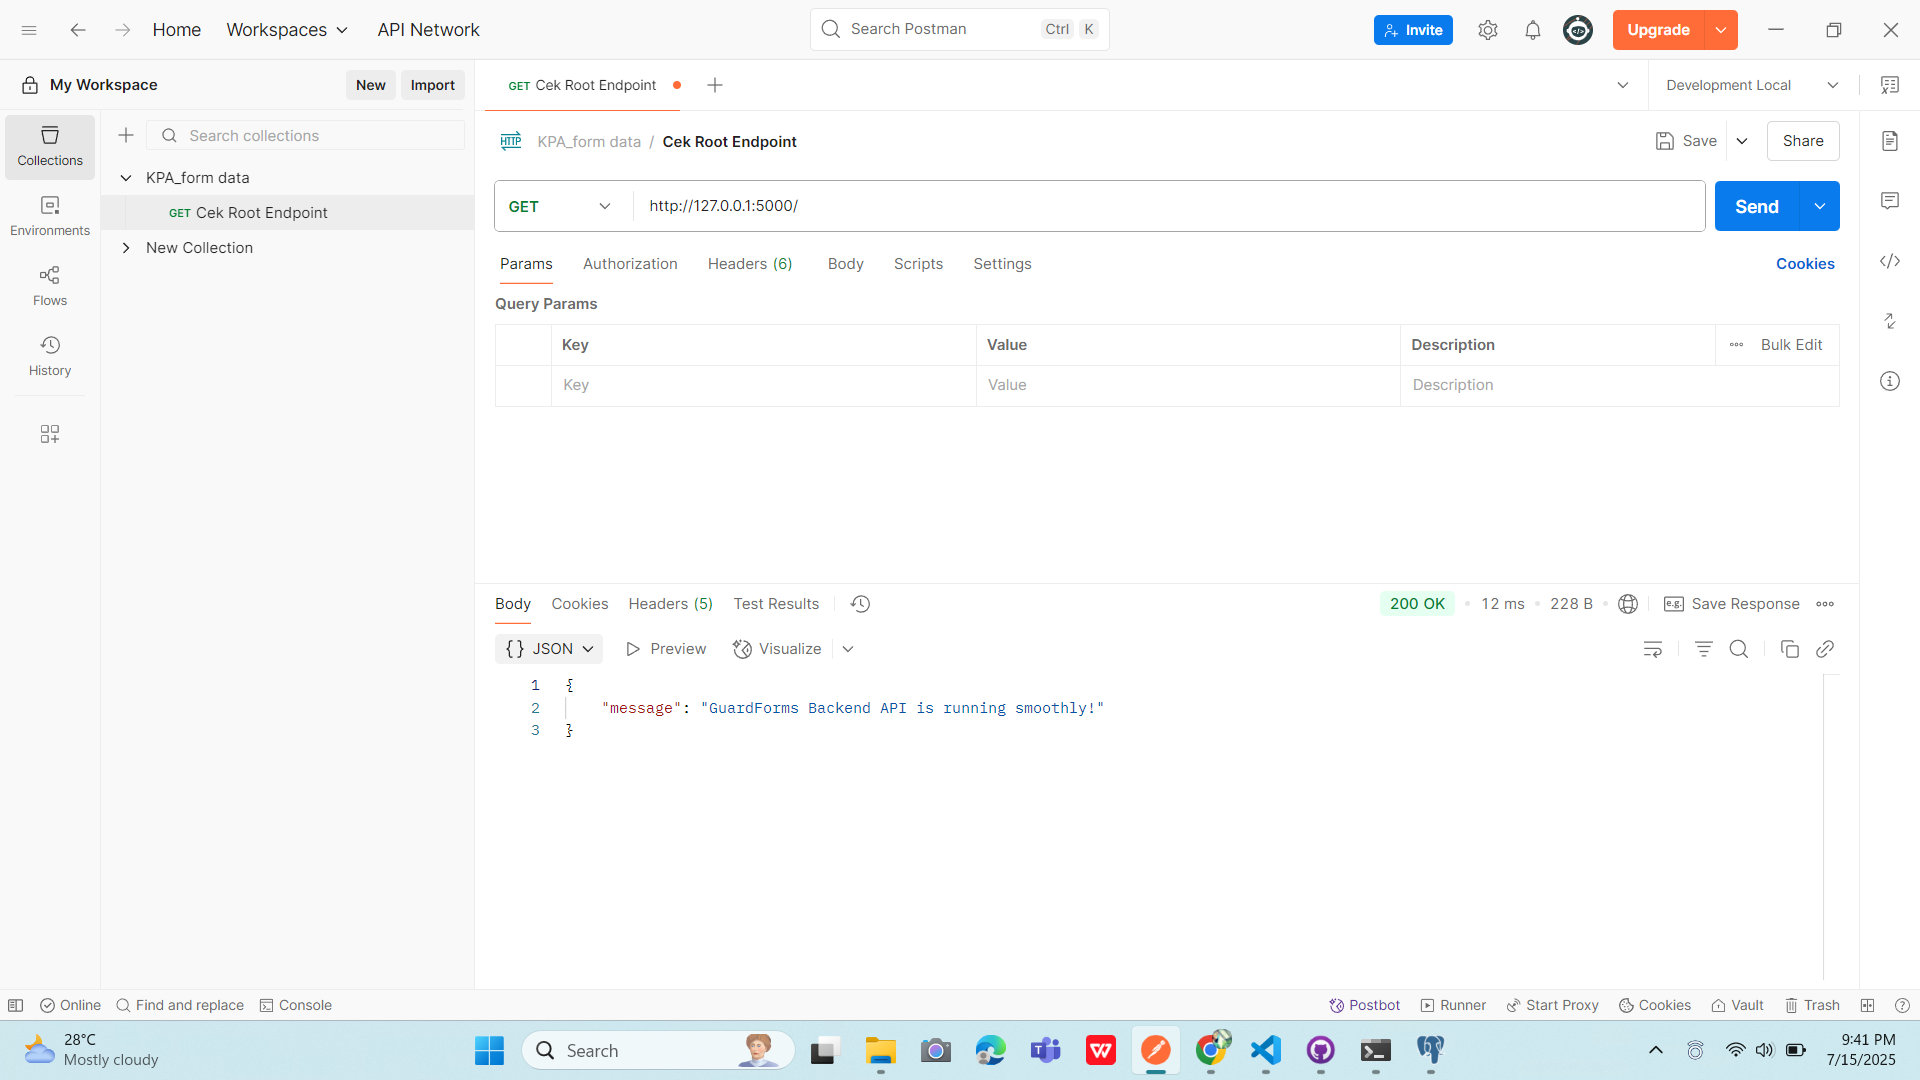 Home Workspaces API Network Search Postman Ctrl K Invite Upgrade
My Workspace New Import
GET Cek Root Endpoint Development Local
Collections
Environments
Flows
History
Search collections
KPA_form data
GET Cek Root Endpoint
New Collection
HTTP KPA_form data / Cek Root Endpoint Save Share
GET http://127.0.0.1:5000/ Send
Params Authorization Headers (6) Body Scripts Settings Cookies
Query Params
Key Value Description Bulk Edit
Key Value Description
Body Cookies Headers (5) Test Results 200 OK 12 ms 228 B e.g. Save Response
{} JSON Preview Visualize
1 {
2 "message": "GuardForms Backend API is running smoothly!"
3 }
Online Find and replace Console Postbot Runner Start Proxy Cookies Vault Trash
28°C
Mostly cloudy
Search
9:41 PM
7/15/2025